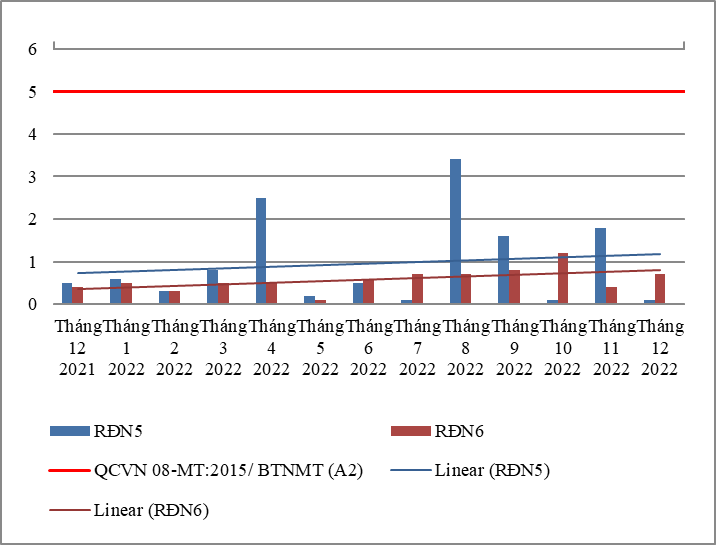 6
5
4
3
2
1
0
Tháng Tháng Tháng Tháng Tháng Tháng Tháng Tháng Tháng Tháng Tháng Tháng Tháng
12 1 2 3 4 5 6 7 8 9 10 11 12
2021 2022 2022 2022 2022 2022 2022 2022 2022 2022 2022 2022 2022
RĐN5 RĐN6
QCVN 08-MT:2015/ BTNMT (A2) Linear (RĐN5)
Linear (RĐN6)